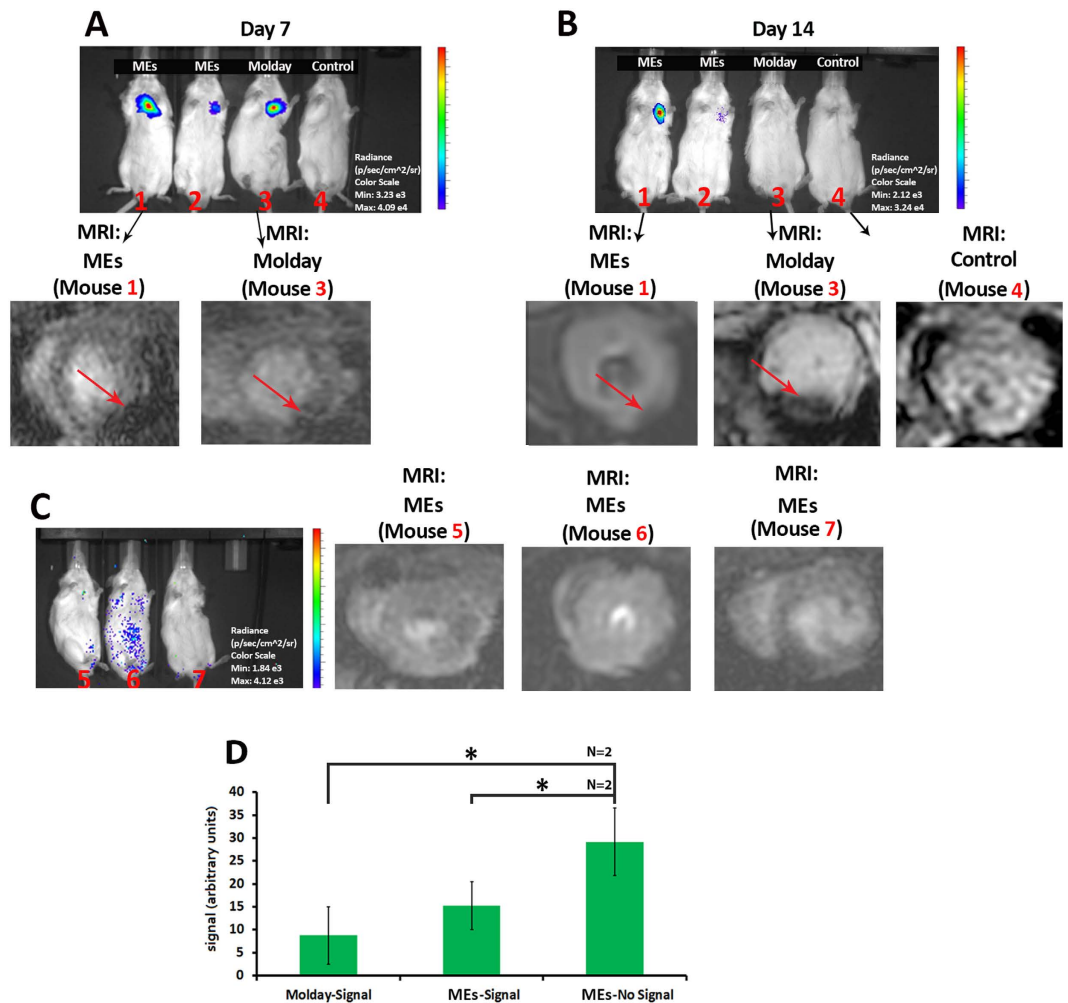 A
Day 7
MEs
MEs
Molday
Control
1
2
3
4
Radiance
(p/sec/cm^2/sr)
Color Scale
Min: 3.23 e3
Max: 4.09 e4
MRI:
MEs
(Mouse 1)
MRI:
Molday
(Mouse 3)
B
Day 14
MEs
MEs
Molday
Control
1
2
3
4
Radiance
(p/sec/cm^2/sr)
Color Scale
Min: 2.12 e3
Max: 3.24 e4
MRI:
MEs
(Mouse 1)
MRI:
Molday
(Mouse 3)
MRI:
Control
(Mouse 4)
C
5
6
7
Radiance
(p/sec/cm^2/sr)
Color Scale
Min: 1.84 e3
Max: 4.12 e3
MRI:
MEs
(Mouse 5)
MRI:
MEs
(Mouse 6)
MRI:
MEs
(Mouse 7)
D
*
N=2
*
N=2
signal (arbitrary units)
40
35
30
25
20
15
10
5
0
Molday-Signal
MEs-Signal
MEs-No Signal